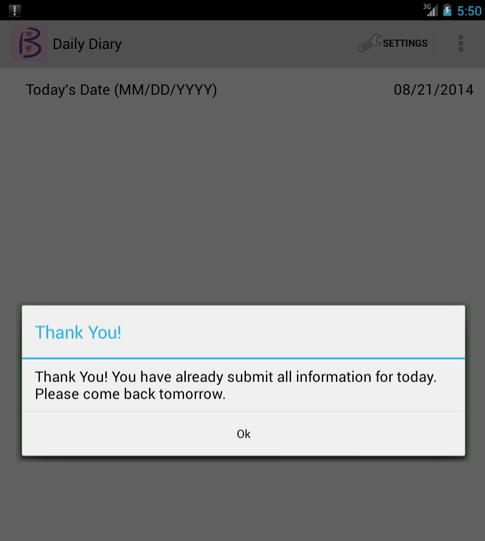 3G 5:50
Daily Diary SETTINGS
Today's Date (MM/DD/YYYY) 08/21/2014
Thank You!
Thank You! You have already submit all information for today.
Please come back tomorrow.
Ok